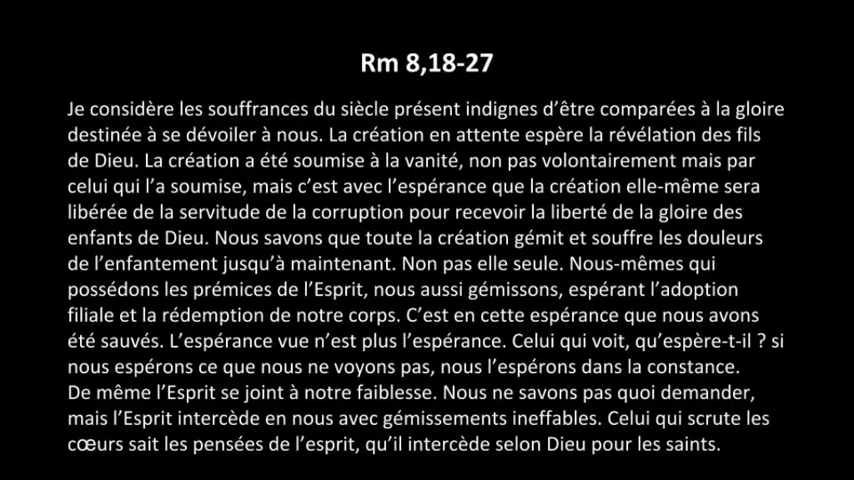 Rm 8,18-27
Je considère les souffrances du siècle présent indignes d’être comparées à la gloire
destinée à se dévoiler à nous. La création en attente espère la révélation des fils
de Dieu. La création a été soumise à la vanité, non pas volontairement mais par
celui qui l’a soumise, mais c’est avec l’espérance que la création elle-même sera
libérée de la servitude de la corruption pour recevoir la liberté de la gloire des
enfants de Dieu. Nous savons que toute la création gémit et souffre les douleurs
de l’enfantement jusqu’à maintenant. Non pas elle seule. Nous-mêmes qui
possédons les prémices de l’Esprit, nous aussi gémissons, espérant l’adoption
filiale et la rédemption de notre corps. C’est en cette espérance que nous avons
été sauvés. L’espérance vue n’est plus l’espérance. Celui qui voit, qu’espère-t-il ? si
nous espérons ce que nous ne voyons pas, nous l’espérons dans la constance.
De même l’Esprit se joint à notre faiblesse. Nous ne savons pas quoi demander,
mais l’Esprit intercède en nous avec gémissements ineffables. Celui qui scrute les
cœurs sait les pensées de l’esprit, qu’il intercède selon Dieu pour les saints.